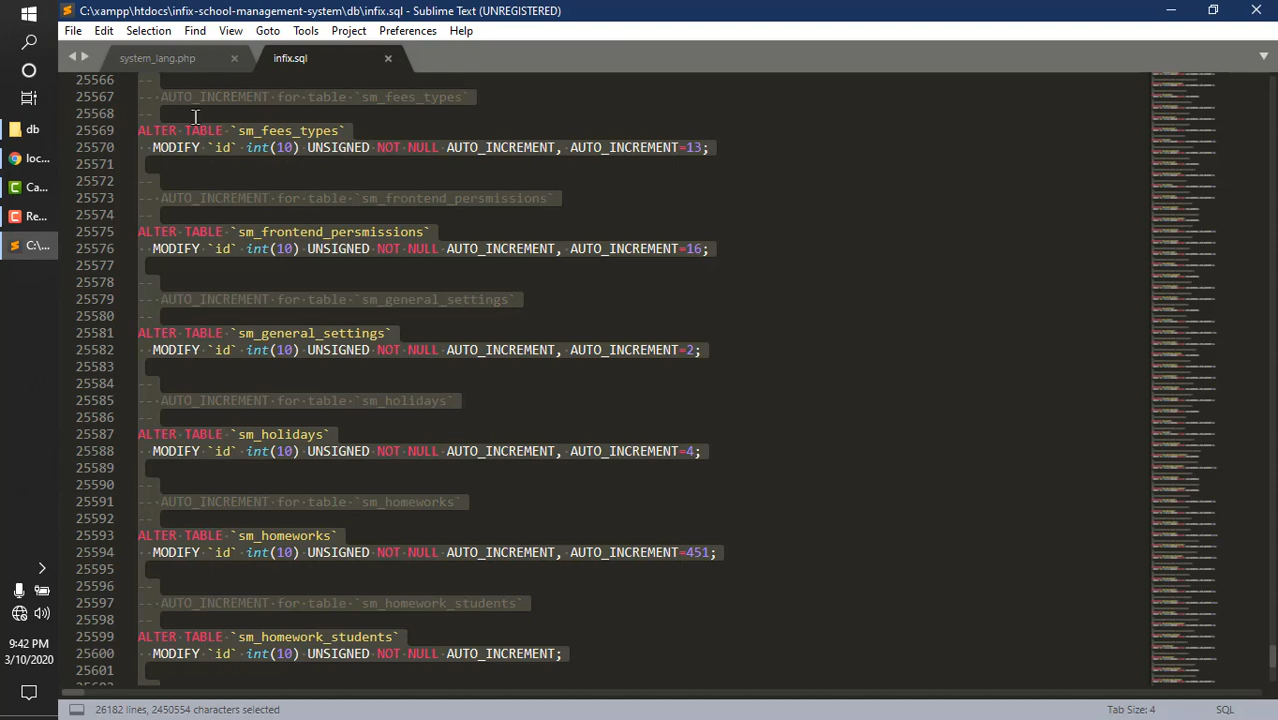 C:\xampp\htdocs\infix-school-management-system\db\infix.sql - Sublime Text (UNREGISTERED)
File Edit Selection Find View Goto Tools Project Preferences Help
system_lang.php infix.sql
25566 --
25567 -- AUTO_INCREMENT for table `sm_fees_types`
25568 --
25569 ALTER TABLE `sm_fees_types`
25570 MODIFY `id` int(10) UNSIGNED NOT NULL AUTO_INCREMENT, AUTO_INCREMENT=13;
25571
25572 --
25573 -- AUTO_INCREMENT for table `sm_frontend_persmissions`
25574 --
25575 ALTER TABLE `sm_frontend_persmissions`
25576 MODIFY `id` int(10) UNSIGNED NOT NULL AUTO_INCREMENT, AUTO_INCREMENT=16;
25577
25578 --
25579 -- AUTO_INCREMENT for table `sm_general_settings`
25580 --
25581 ALTER TABLE `sm_general_settings`
25582 MODIFY `id` int(10) UNSIGNED NOT NULL AUTO_INCREMENT, AUTO_INCREMENT=2;
25583
25584 --
25585 -- AUTO_INCREMENT for table `sm_holidays`
25586 --
25587 ALTER TABLE `sm_holidays`
25588 MODIFY `id` int(10) UNSIGNED NOT NULL AUTO_INCREMENT, AUTO_INCREMENT=4;
25589
25590 --
25591 -- AUTO_INCREMENT for table `sm_homeworks`
25592 --
25593 ALTER TABLE `sm_homeworks`
25594 MODIFY `id` int(10) UNSIGNED NOT NULL AUTO_INCREMENT, AUTO_INCREMENT=451;
25595
25596 --
25597 -- AUTO_INCREMENT for table `sm_homework_students`
25598 --
25599 ALTER TABLE `sm_homework_students`
25600 MODIFY `id` int(10) UNSIGNED NOT NULL AUTO_INCREMENT;
25601
db
loc...
Ca...
Re...
C:\...
9:42 PM
26182 lines, 2450554 characters selected
Tab Size: 4
SQL